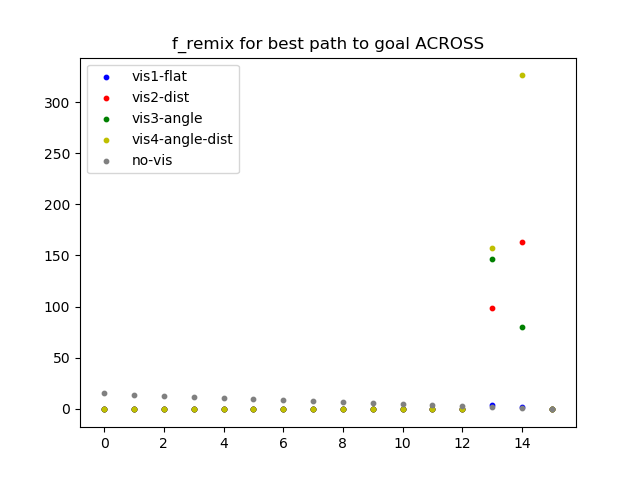 f_remix for best path to goal ACROSS
vis1-flat
vis2-dist
vis3-angle
vis4-angle-dist
no-vis
300
250
200
150
100
50
0
0 2 4 6 8 10 12 14